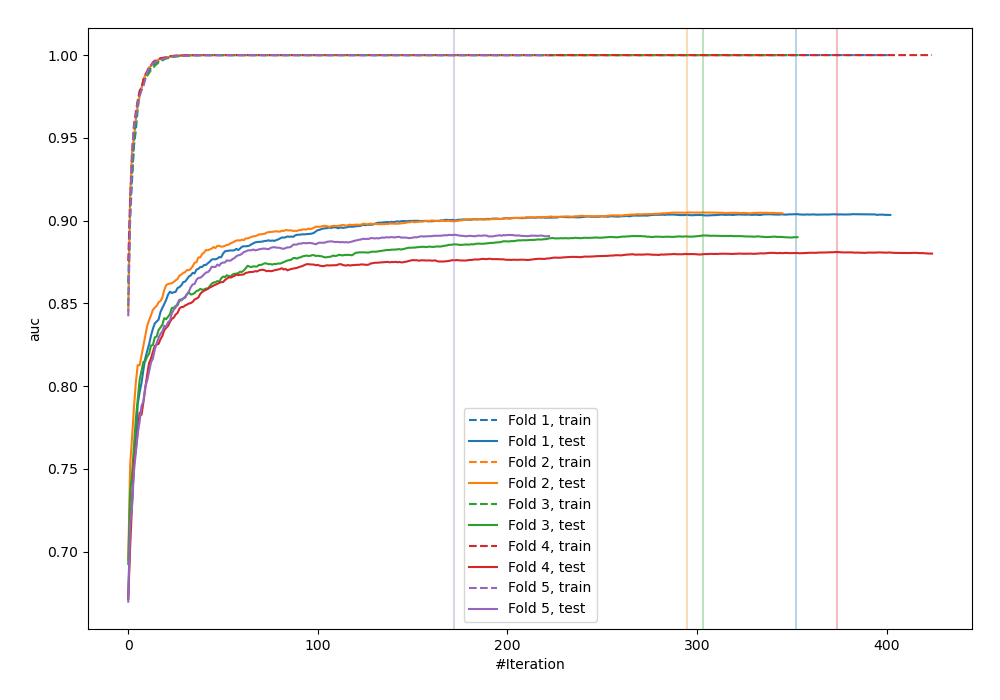 1.00
0.95
0.90
0.85
0.80
0.75
0.70
auc
Fold 1, train
Fold 1, test
Fold 2, train
Fold 2, test
Fold 3, train
Fold 3, test
Fold 4, train
Fold 4, test
Fold 5, train
Fold 5, test
0 100 200 300 400
#Iteration